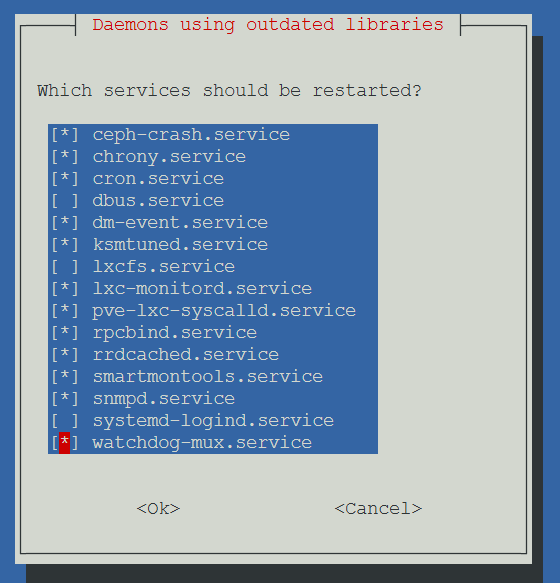 Daemons using outdated libraries
Which services should be restarted?
[*] ceph-crash.service
[*] chrony.service
[*] cron.service
[ ] dbus.service
[*] dm-event.service
[*] ksmtuned.service
[ ] lxcfs.service
[*] lxc-monitord.service
[*] pve-lxc-syscalld.service
[*] rpcbind.service
[*] rrdcached.service
[*] smartmontools.service
[*] snmpd.service
[ ] systemd-logind.service
[*] watchdog-mux.service
<Ok> <Cancel>